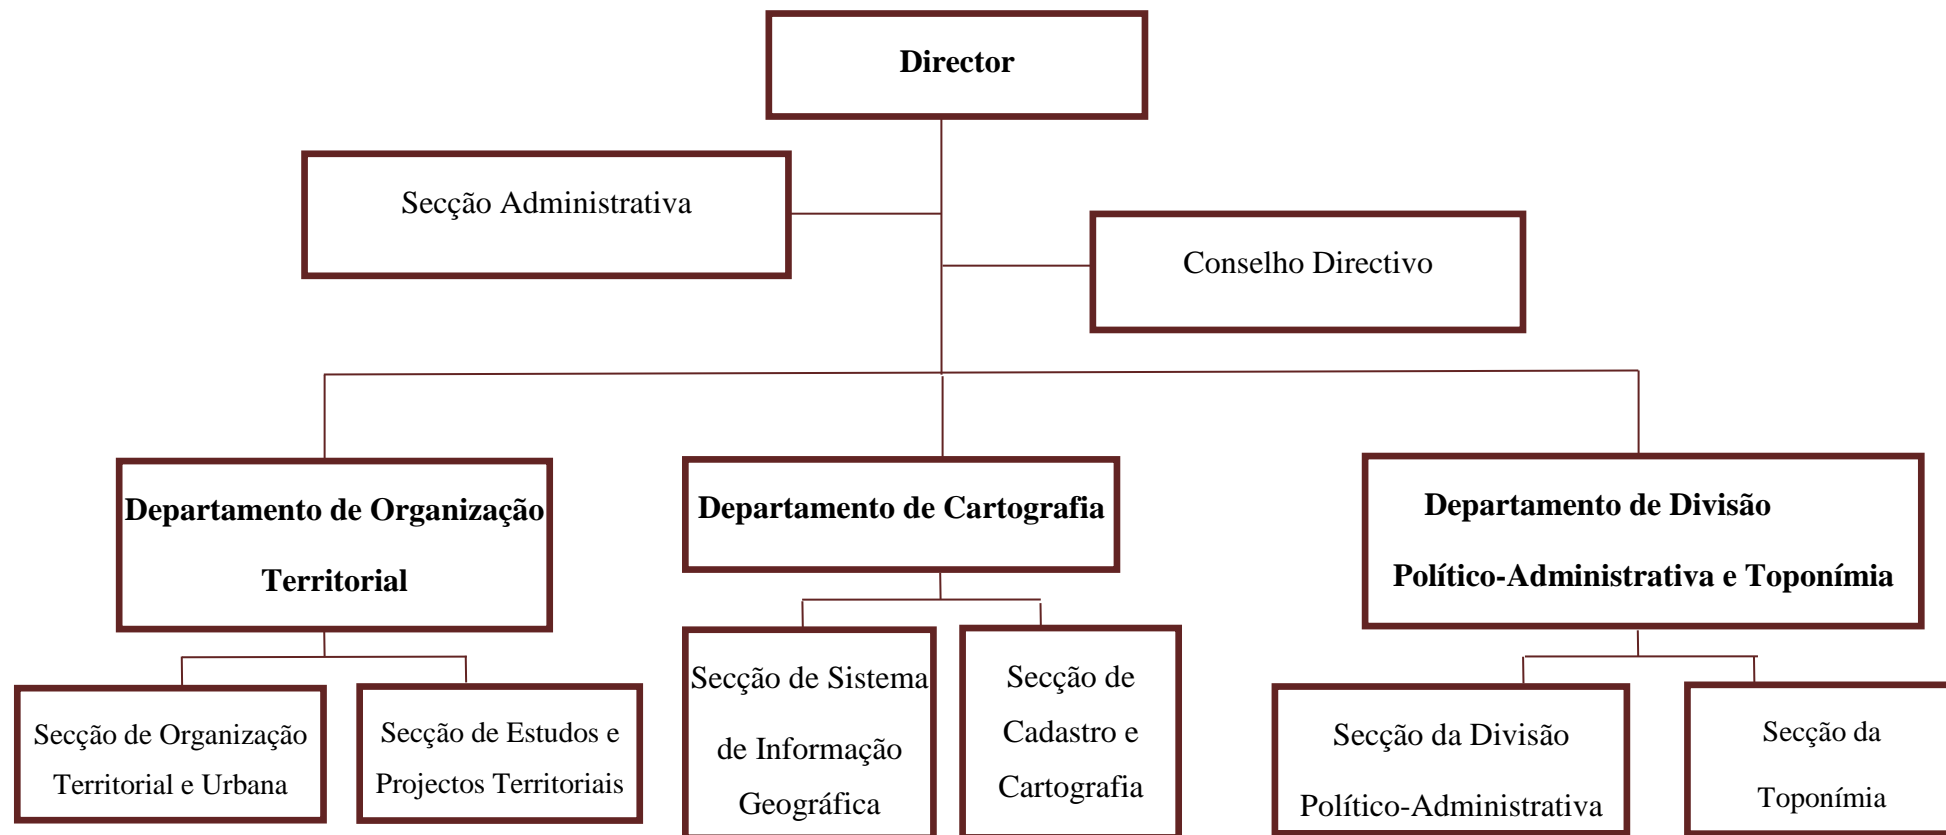 Director
Secção Administrativa
Conselho Directivo
Departamento de Organização
Territorial
Departamento de Cartografia
Departamento de Divisão
Político-Administrativa e Toponímia
Secção de Organização
Territorial e Urbana
Secção de Estudos e
Projectos Territoriais
Secção de Sistema
de Informação
Geográfica
Secção de
Cadastro e
Cartografia
Secção da Divisão
Político-Administrativa
Secção da
Toponímia